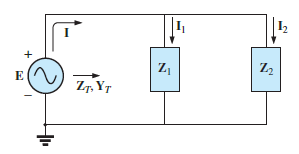 I
I₁
I₂
+
E
Z₁
Z₂
Z_T, Y_T
−